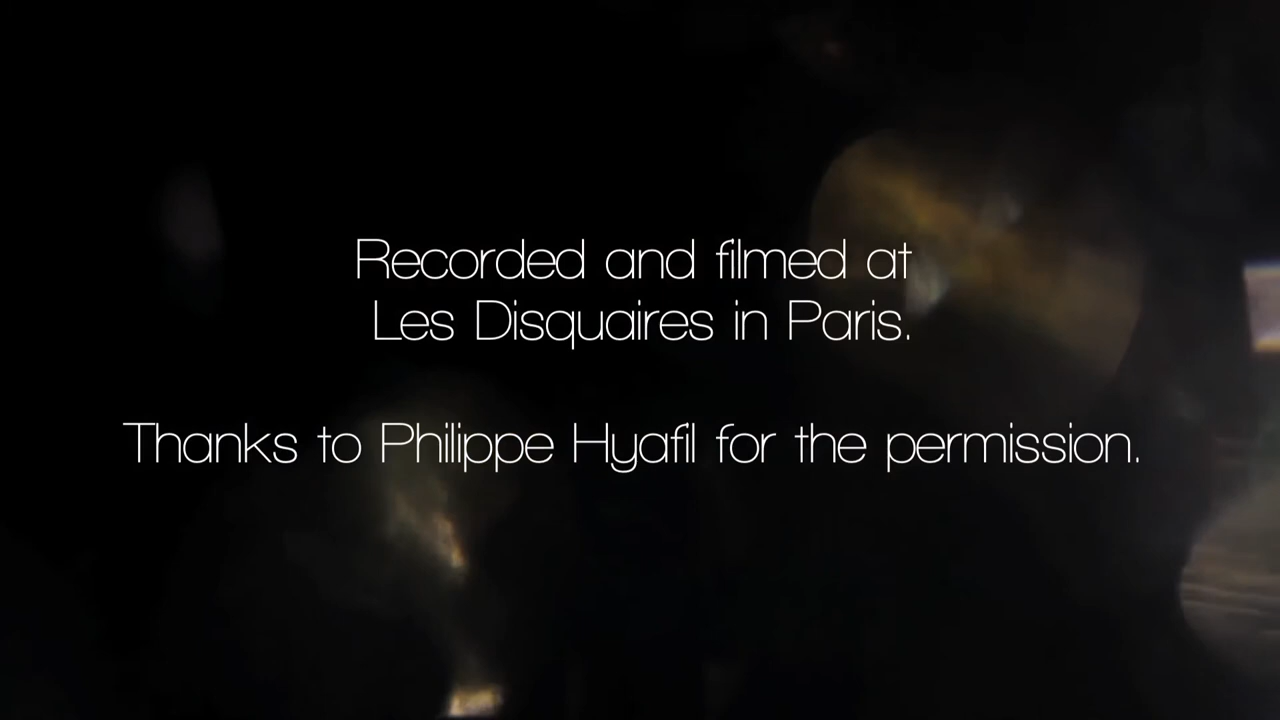 Recorded and filmed at
Les Disquaires in Paris.
Thanks to Philippe Hyafil for the permission.